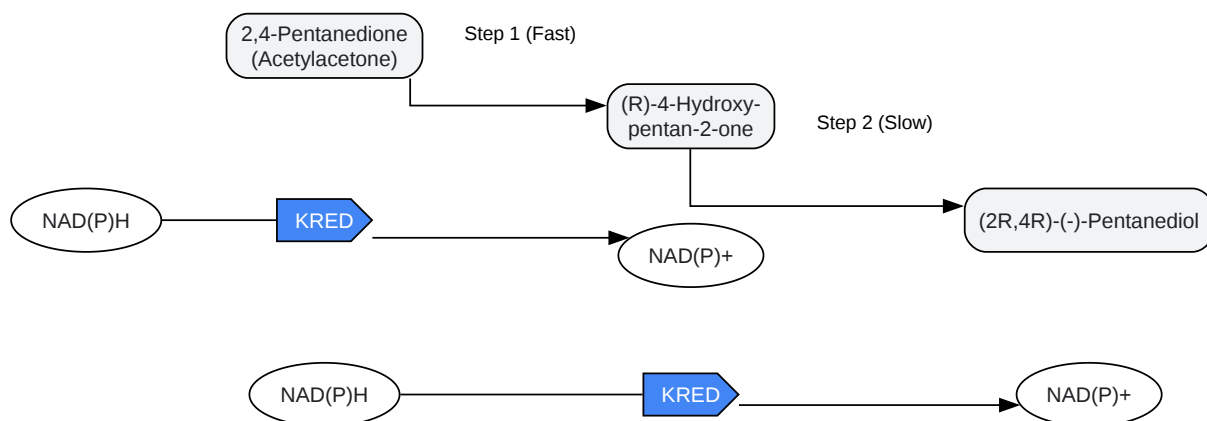 2,4-Pentanedione
(Acetylacetone)
Step 1 (Fast)
(R)-4-Hydroxy-
pentan-2-one
Step 2 (Slow)
(2R,4R)-(-)-Pentanediol
NAD(P)H
KRED
NAD(P)+
NAD(P)H
KRED
NAD(P)+